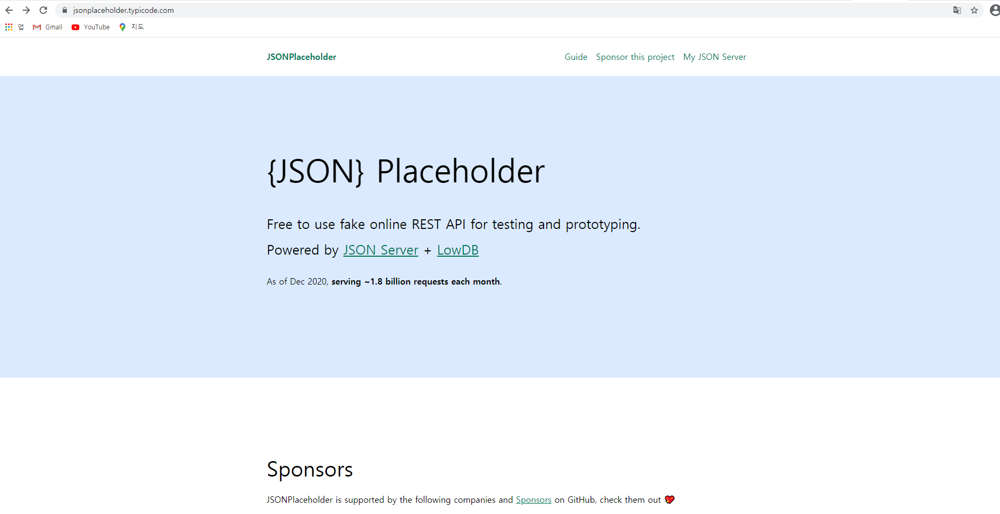 jsonplaceholder.typicode.com
앱 Gmail YouTube 지도
JSONPlaceholder Guide Sponsor this project My JSON Server
{JSON} Placeholder
Free to use fake online REST API for testing and prototyping.
Powered by JSON Server + LowDB
As of Dec 2020, serving ~1.8 billion requests each month.
Sponsors
JSONPlaceholder is supported by the following companies and Sponsors on GitHub, check them out 💖